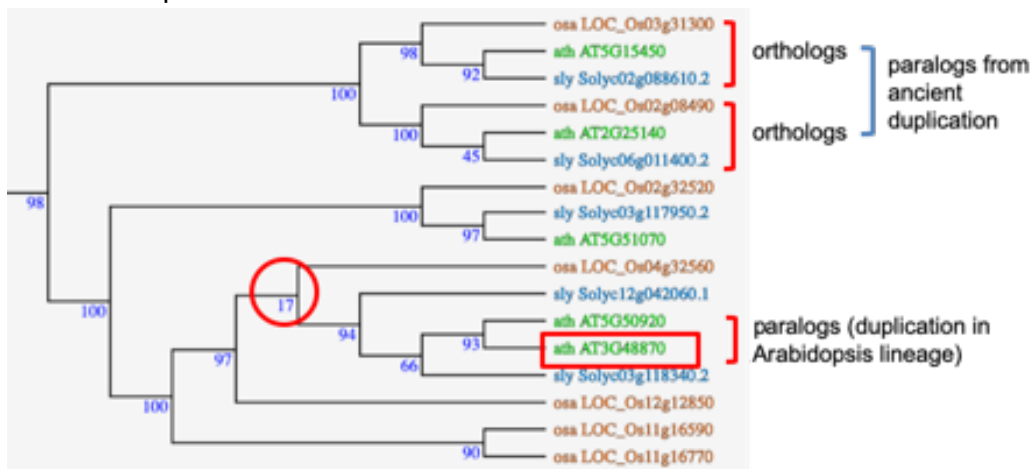 osa LOC_Os03g31300
98
ath AT5G15450
orthologs
92
sly Solyc02g088610.2
paralogs from
ancient
duplication
100
osa LOC_Os02g08490
100
ath AT2G25140
orthologs
45
sly Solyc06g011400.2
98
osa LOC_Os02g32520
100
sly Solyc03g117950.2
97
ath AT5G51070
osa LOC_Os04g32560
17
sly Solyc12g042060.1
100
94
ath AT5G50920
paralogs (duplication in
Arabidopsis lineage)
93
ath AT3G48870
97
66
sly Solyc03g118340.2
100
osa LOC_Os12g12850
osa LOC_Os11g16590
90
osa LOC_Os11g16770